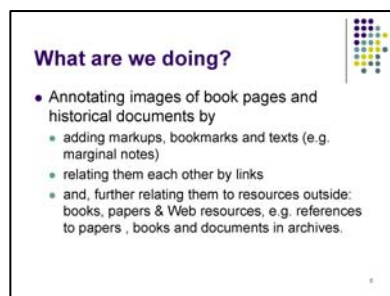 What are we doing?
Annotating images of book pages and
historical documents by
adding markups, bookmarks and texts (e.g.
marginal notes)
relating them each other by links
and, further relating them to resources outside:
books, papers & Web resources, e.g. references
to papers , books and documents in archives.